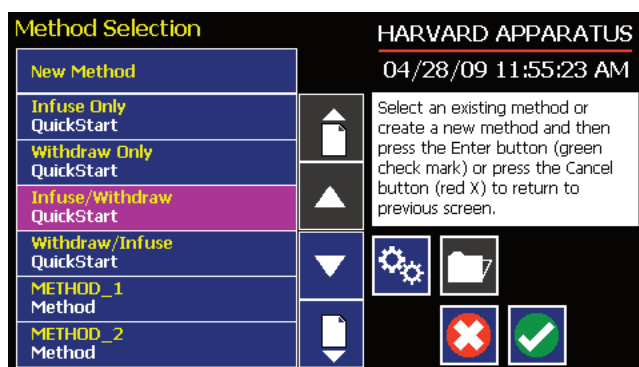 Method Selection
New Method
Infuse Only
QuickStart
Withdraw Only
QuickStart
Infuse/Withdraw
QuickStart
Withdraw/Infuse
QuickStart
METHOD_1
Method
METHOD_2
Method
HARVARD APPARATUS
04/28/09 11:55:23 AM
Select an existing method or
create a new method and then
press the Enter button (green
check mark) or press the Cancel
button (red X) to return to
previous screen.